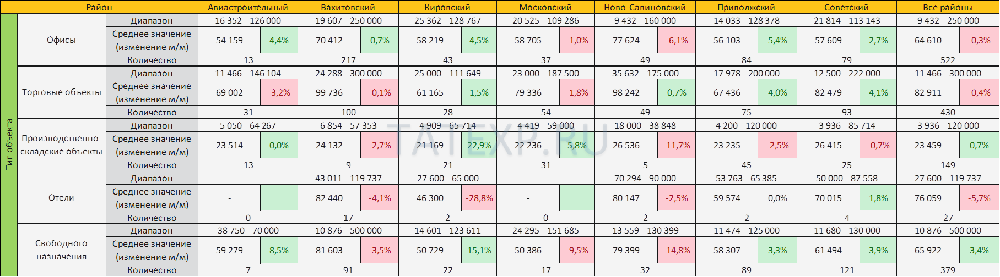 Район Авиастроительный Вахитовский Кировский Московский Ново-Савиновский Приволжский Советский Все районы
Тип объекта
Офисы
Диапазон 16 352 - 126 000 19 607 - 250 000 25 362 - 128 767 20 525 - 109 286 9 432 - 160 000 14 033 - 128 378 21 814 - 113 143 9 432 - 250 000
Среднее значение (изменение м/м) 54 159 4,4% 70 412 0,7% 58 219 4,5% 58 705 -1,0% 77 624 -6,1% 56 103 5,4% 57 609 2,7% 64 610 -0,3%
Количество 13 217 43 37 49 84 79 522
Торговые объекты
Диапазон 11 466 - 146 104 24 288 - 300 000 25 000 - 111 649 23 000 - 187 500 35 632 - 175 000 17 978 - 200 000 12 500 - 222 000 11 466 - 300 000
Среднее значение (изменение м/м) 69 002 -3,2% 99 736 -0,1% 61 165 1,5% 79 336 -1,8% 98 242 0,7% 67 436 4,0% 82 479 4,1% 82 911 -0,4%
Количество 31 100 28 54 49 75 93 430
Производственно-складские объекты
Диапазон 5 050 - 64 267 6 854 - 57 353 4 909 - 65 714 4 419 - 59 000 18 000 - 38 848 4 200 - 120 000 3 936 - 85 714 3 936 - 120 000
Среднее значение (изменение м/м) 23 514 0,0% 24 132 -2,7% 21 169 22,9% 22 236 5,8% 26 536 -11,7% 23 235 -2,5% 26 415 -0,7% 23 459 0,7%
Количество 13 9 21 31 5 45 25 149
Отели
Диапазон - 43 011 - 119 737 27 600 - 65 000 - 70 294 - 90 000 53 763 - 65 385 50 000 - 87 558 27 600 - 119 737
Среднее значение (изменение м/м) - 82 440 -4,1% 46 300 -28,8% - 80 147 -2,5% 59 574 0,0% 70 015 1,8% 76 059 -5,7%
Количество 0 17 2 0 2 2 4 27
Свободного назначения
Диапазон 38 750 - 70 000 10 876 - 500 000 14 601 - 123 611 24 295 - 151 685 13 559 - 130 399 11 474 - 125 000 11 680 - 130 000 10 876 - 500 000
Среднее значение (изменение м/м) 59 279 8,5% 81 603 -3,5% 50 729 15,1% 50 386 -9,5% 79 399 -14,8% 58 307 3,3% 61 494 3,9% 65 922 3,4%
Количество 7 91 22 17 32 89 121 379
TATEXP.RU